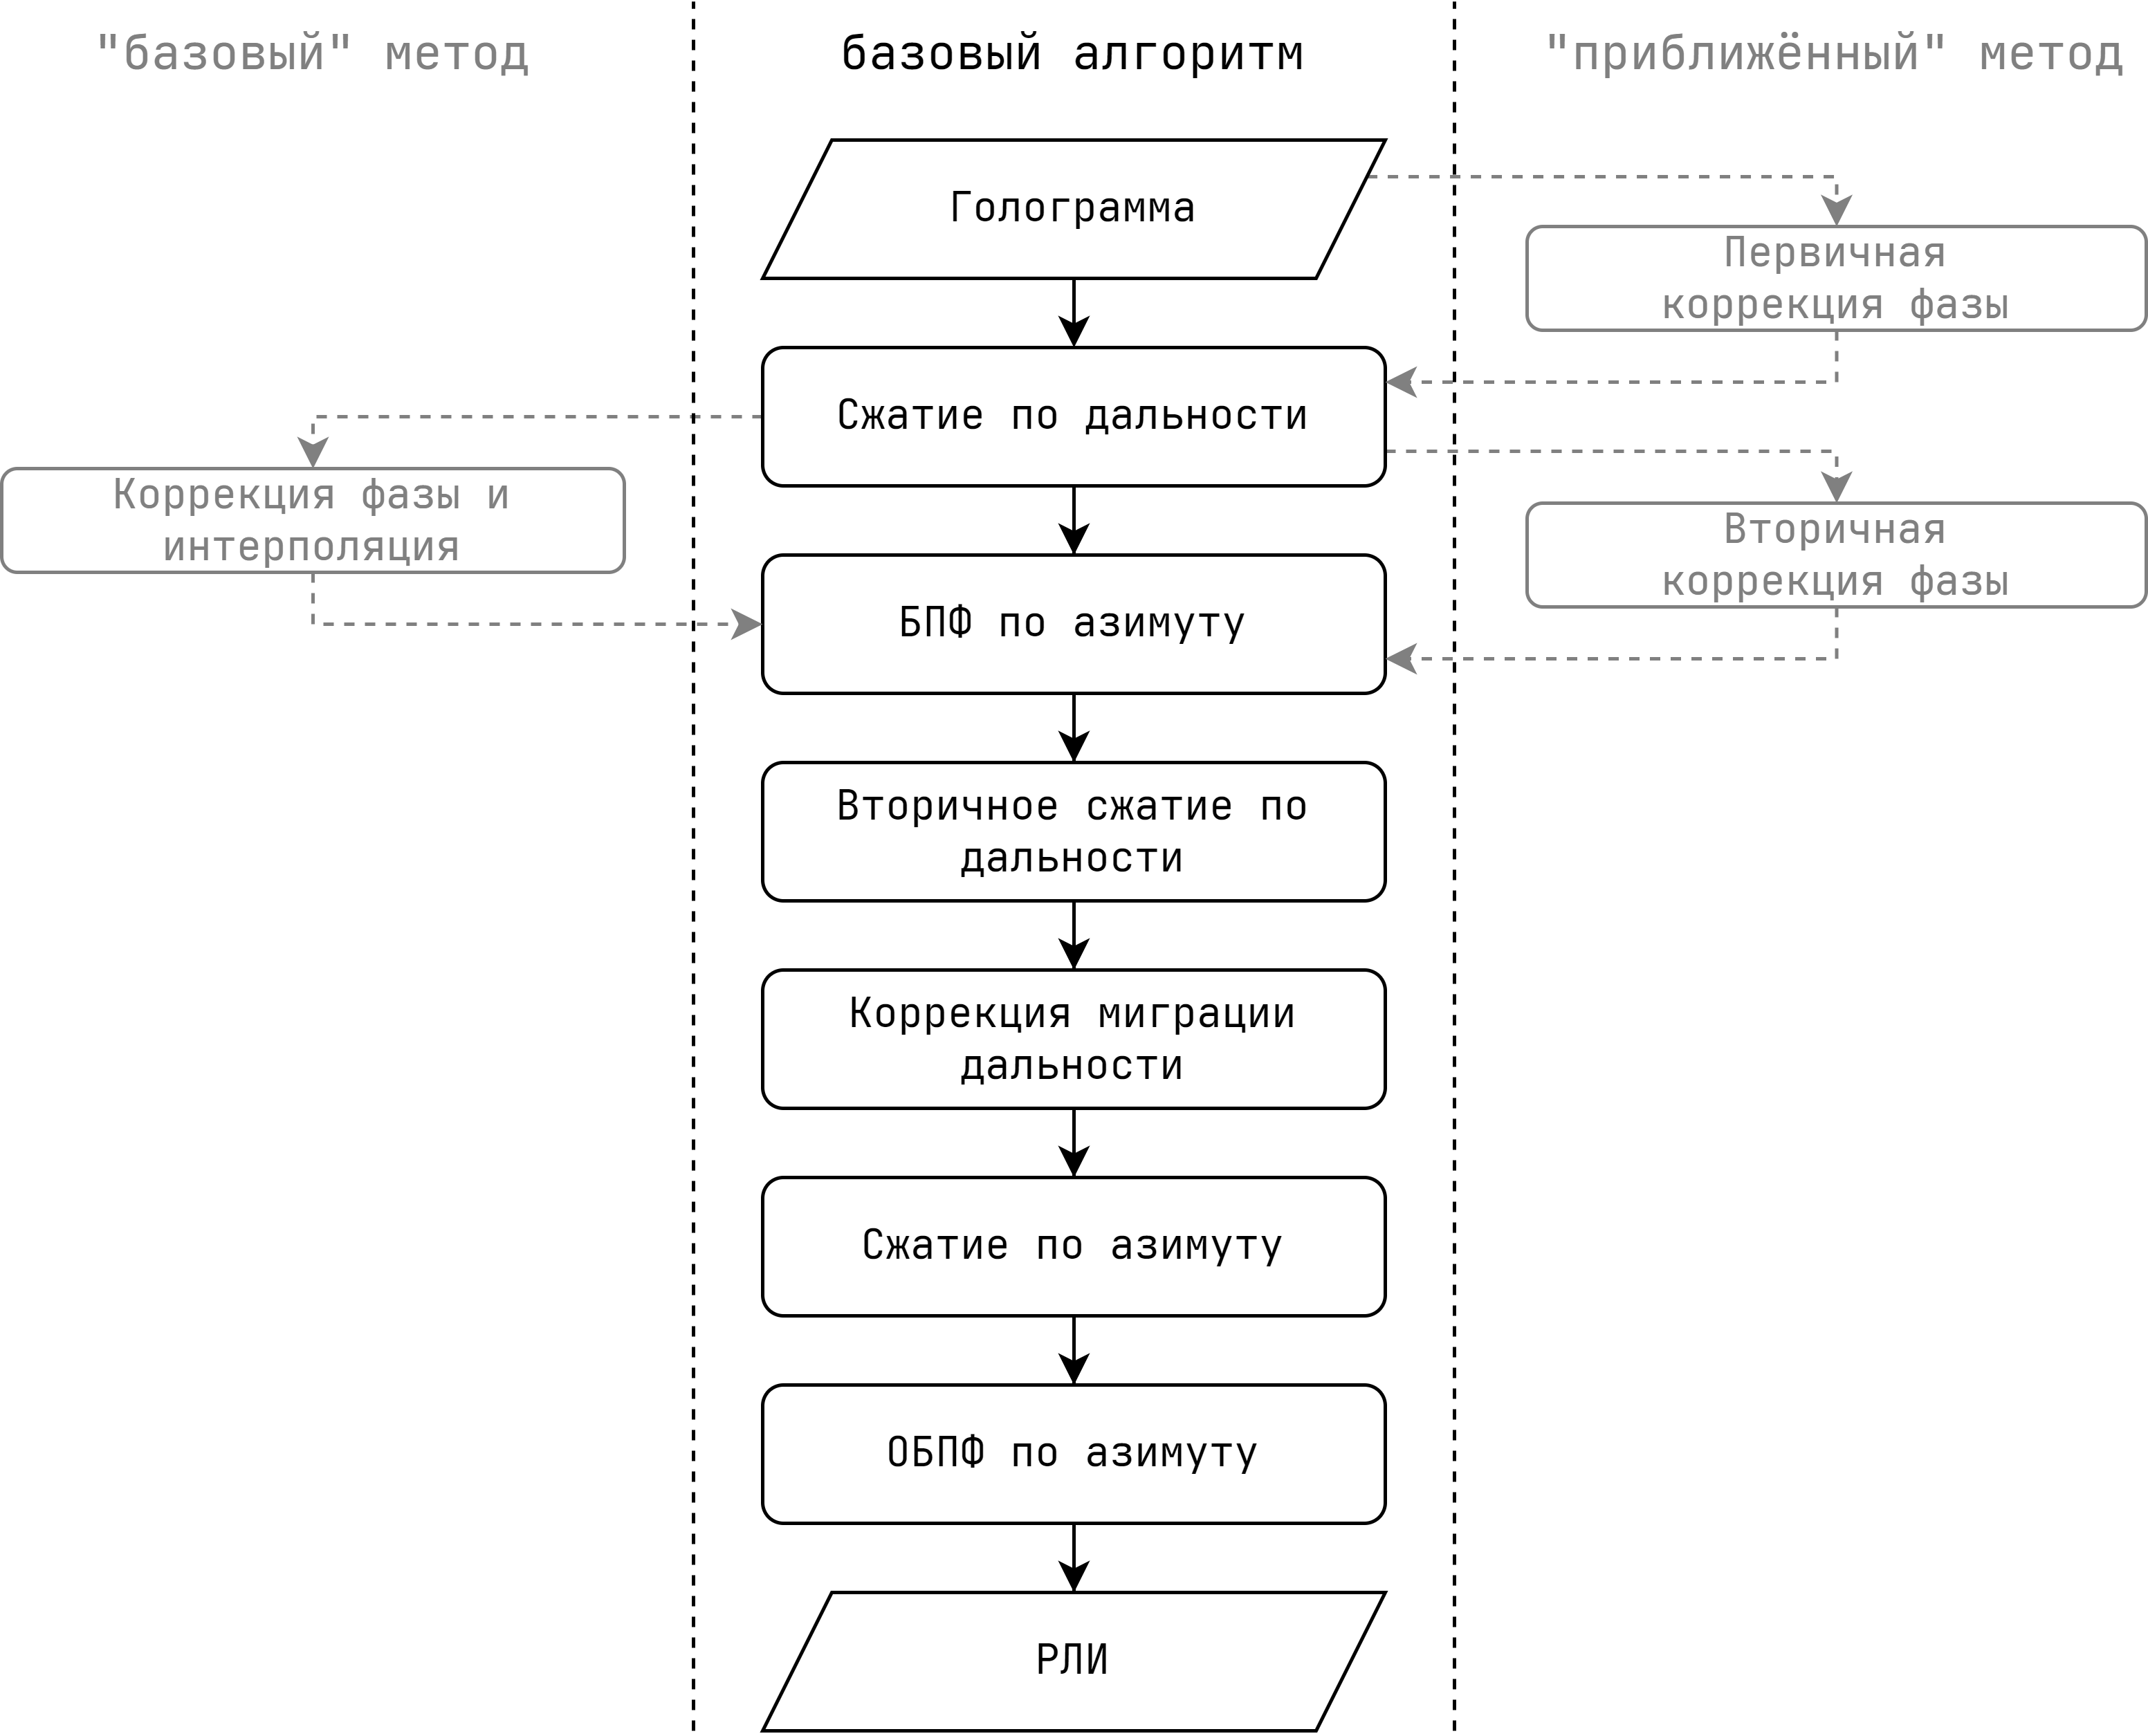 "базовый" метод
базовый алгоритм
"приближённый" метод
Голограмма
Первичная
коррекция фазы
Сжатие по дальности
Коррекция фазы и
интерполяция
Вторичная
коррекция фазы
БПФ по азимуту
Вторичное сжатие по
дальности
Коррекция миграции
дальности
Сжатие по азимуту
ОБПФ по азимуту
РЛИ